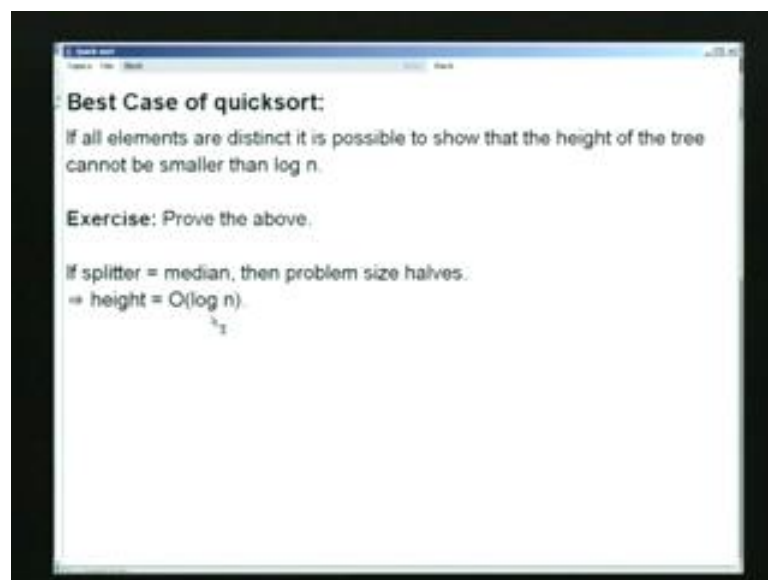 Best Case of quicksort:
If all elements are distinct it is possible to show that the height of the tree
cannot be smaller than log n.
Exercise: Prove the above.
If splitter = median, then problem size halves.
⇒ height = O(log n).